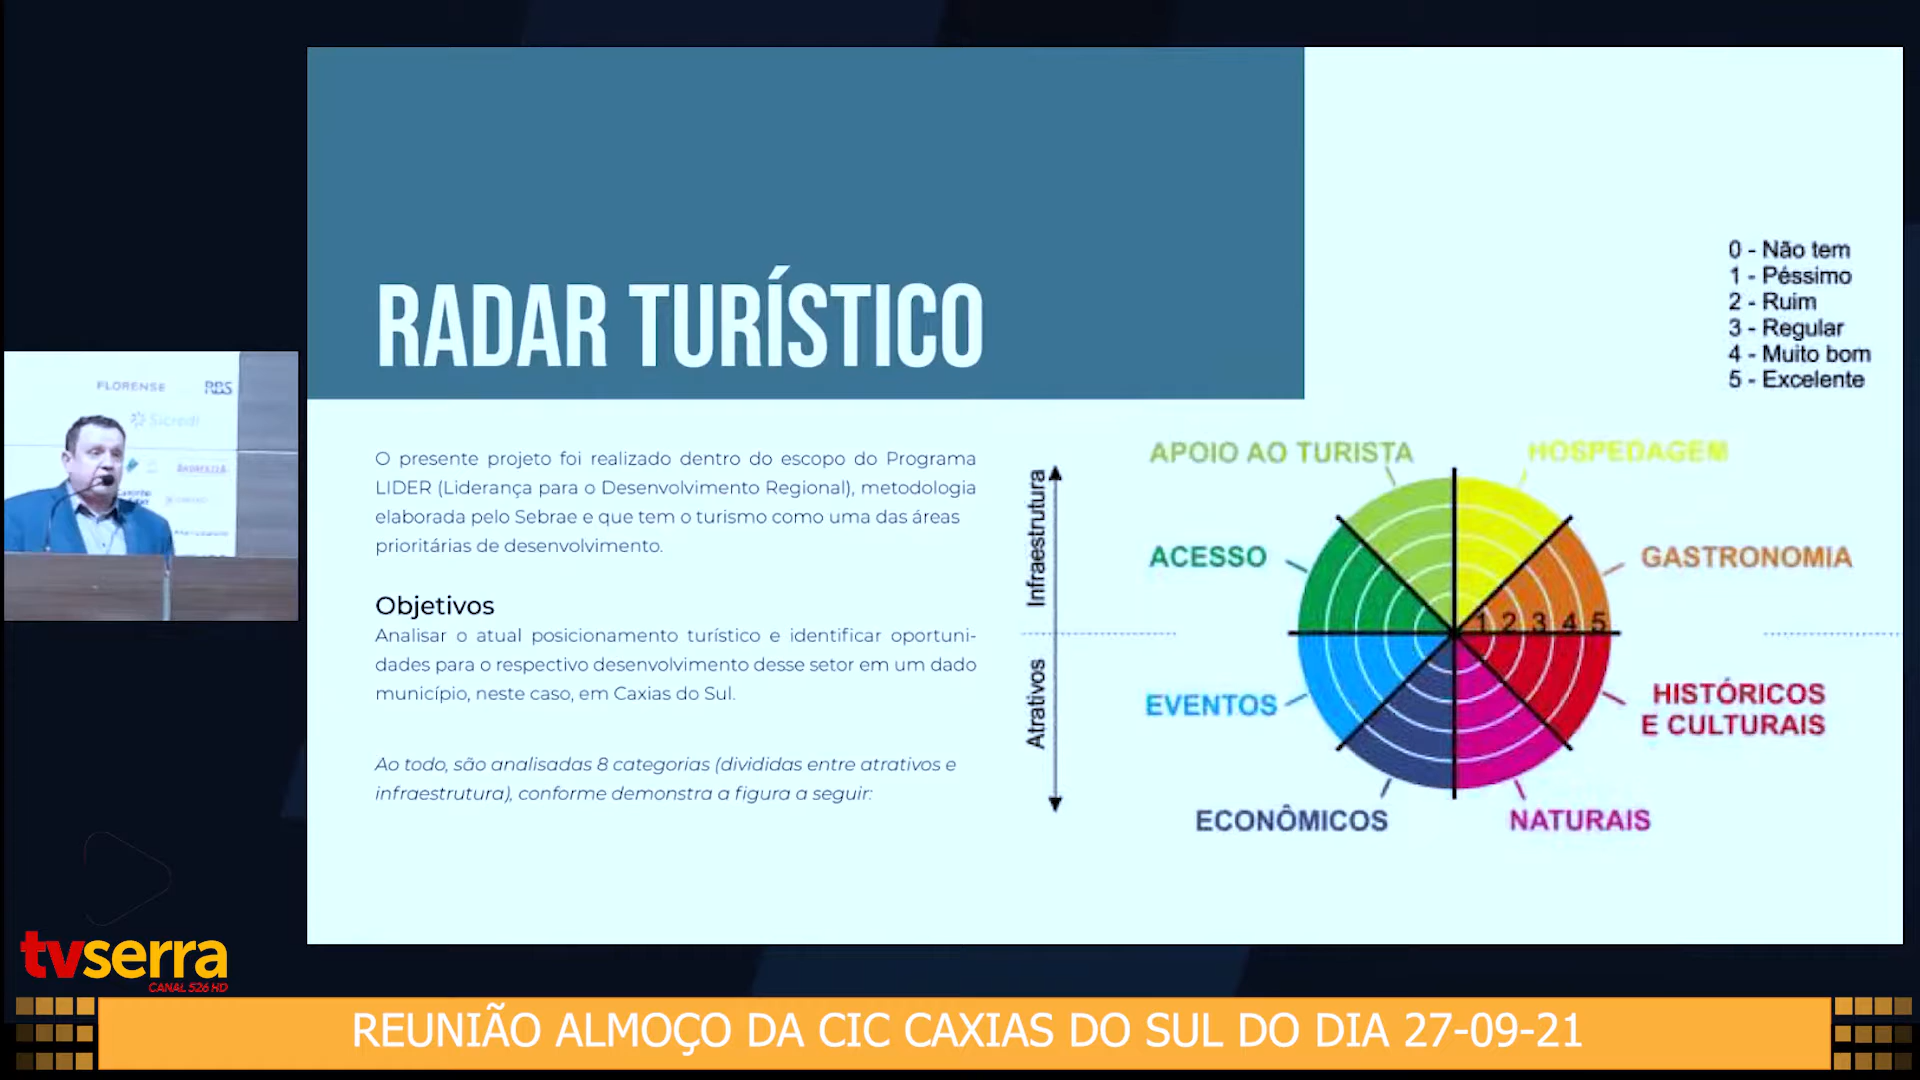 RADAR TURÍSTICO
0 - Não tem
1 - Péssimo
2 - Ruim
3 - Regular
4 - Muito bom
5 - Excelente
O presente projeto foi realizado dentro do escopo do Programa
LIDER (Liderança para o Desenvolvimento Regional), metodologia
elaborada pelo Sebrae e que tem o turismo como uma das áreas
prioritárias de desenvolvimento.
Objetivos
Analisar o atual posicionamento turístico e identificar oportuni-
dades para o respectivo desenvolvimento desse setor em um dado
município, neste caso, em Caxias do Sul.
Ao todo, são analisadas 8 categorias (divididas entre atrativos e
infraestrutura), conforme demonstra a figura a seguir:
Infraestrutura
Atrativos
APOIO AO TURISTA
HOSPEDAGEM
ACESSO
GASTRONOMIA
1 2 3 4 5
EVENTOS
HISTÓRICOS
E CULTURAIS
ECONÔMICOS
NATURAIS
FLORENSE
RBS
Sicredi
tvserra
CANAL 526 HD
REUNIÃO ALMOÇO DA CIC CAXIAS DO SUL DO DIA 27-09-21